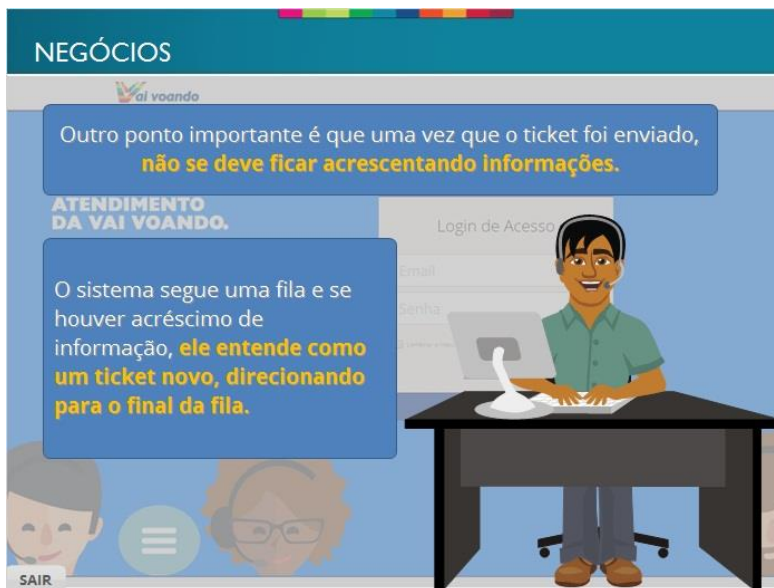 NEGÓCIOS
Vai voando
Outro ponto importante é que uma vez que o ticket foi enviado,
não se deve ficar acrescentando informações.
ATENDIMENTO
DA VAI VOANDO.
Login de Acesso
Email
Senha
O sistema segue uma fila e se
houver acréscimo de
informação, ele entende como
um ticket novo, direcionando
para o final da fila.
SAIR